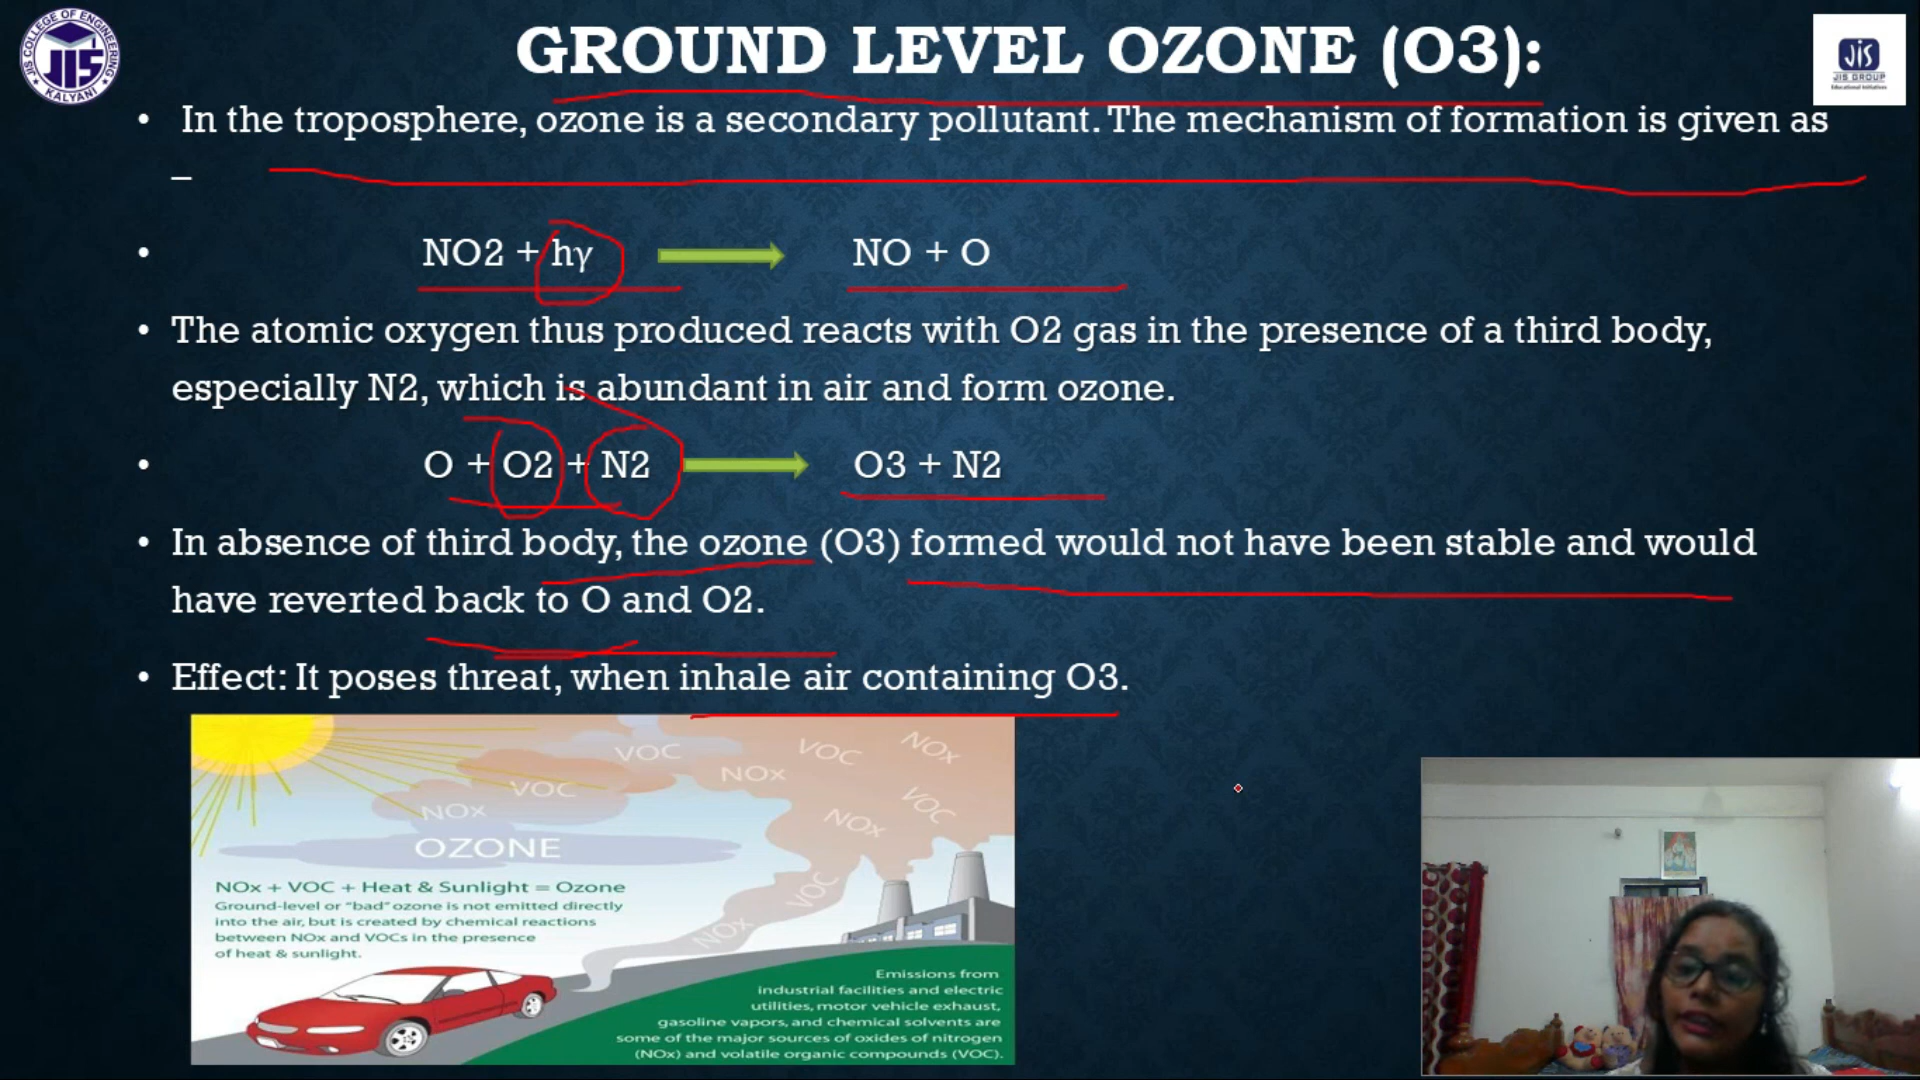 JIS COLLEGE OF ENGINEERING
JIS
KALYANI
GROUND LEVEL OZONE (O3):
JIS
JIS GROUP
Educational Initiatives
• In the troposphere, ozone is a secondary pollutant. The mechanism of formation is given as
–
• NO2 + hγ NO + O
• The atomic oxygen thus produced reacts with O2 gas in the presence of a third body,
especially N2, which is abundant in air and form ozone.
• O + O2 + N2 O3 + N2
• In absence of third body, the ozone (O3) formed would not have been stable and would
have reverted back to O and O2.
• Effect: It poses threat, when inhale air containing O3.
VOC
VOC
NOx
NOx
VOC
NOx
VOC
NOx
OZONE
VOC
NOx
NOx + VOC + Heat & Sunlight = Ozone
Ground-level or "bad" ozone is not emitted directly
into the air, but is created by chemical reactions
between NOx and VOCs in the presence
of heat & sunlight.
Emissions from
industrial facilities and electric
utilities, motor vehicle exhaust,
gasoline vapors, and chemical solvents are
some of the major sources of oxides of nitrogen
(NOx) and volatile organic compounds (VOC).